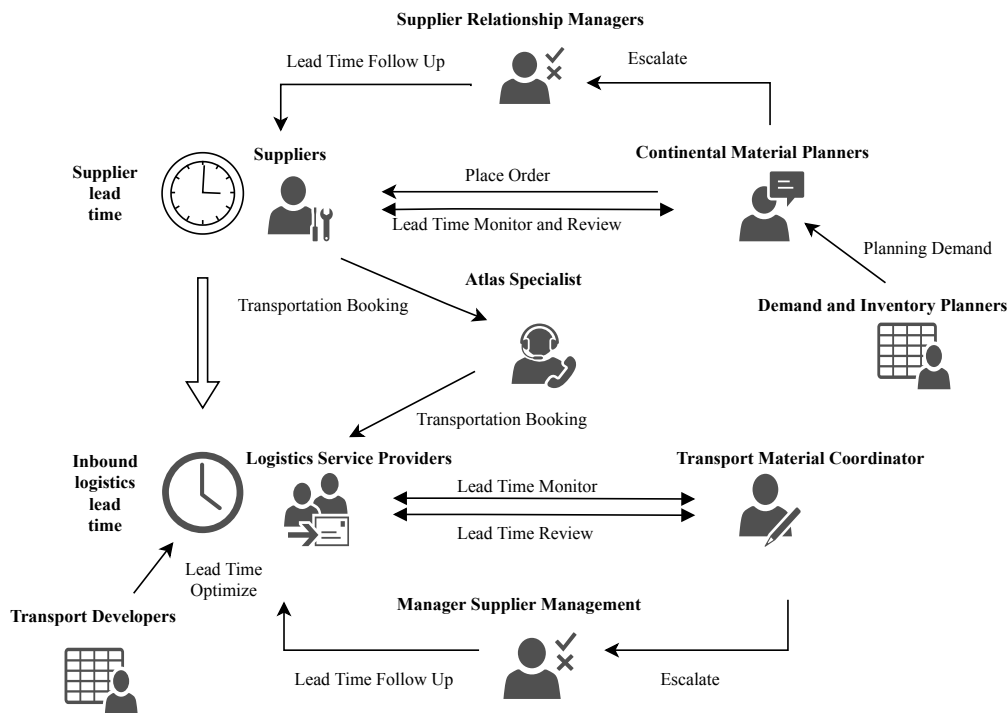 Supplier Relationship Managers
Lead Time Follow Up
Escalate
Suppliers
Continental Material Planners
Supplier
lead
time
Place Order
Lead Time Monitor and Review
Planning Demand
Atlas Specialist
Transportation Booking
Demand and Inventory Planners
Transportation Booking
Inbound
logistics
lead
time
Logistics Service Providers
Transport Material Coordinator
Lead Time Monitor
Lead Time Review
Lead Time
Optimize
Transport Developers
Manager Supplier Management
Lead Time Follow Up
Escalate